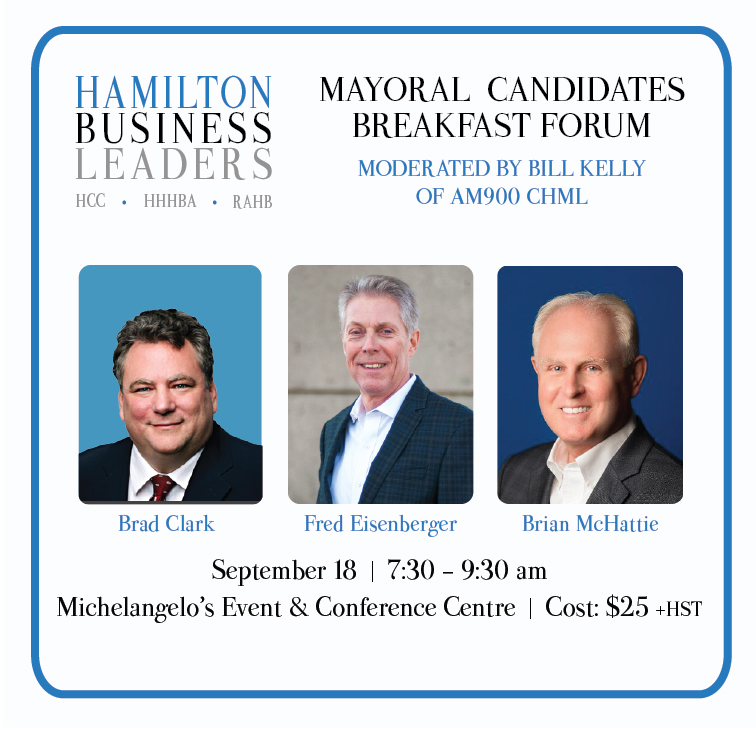 HAMILTON
BUSINESS
LEADERS
HCC • HHHBA • RAHB
MAYORAL CANDIDATES
BREAKFAST FORUM
MODERATED BY BILL KELLY
OF AM900 CHML
Brad Clark
Fred Eisenberger
Brian McHattie
September 18 | 7:30 – 9:30 am
Michelangelo's Event & Conference Centre | Cost: $25 +HST